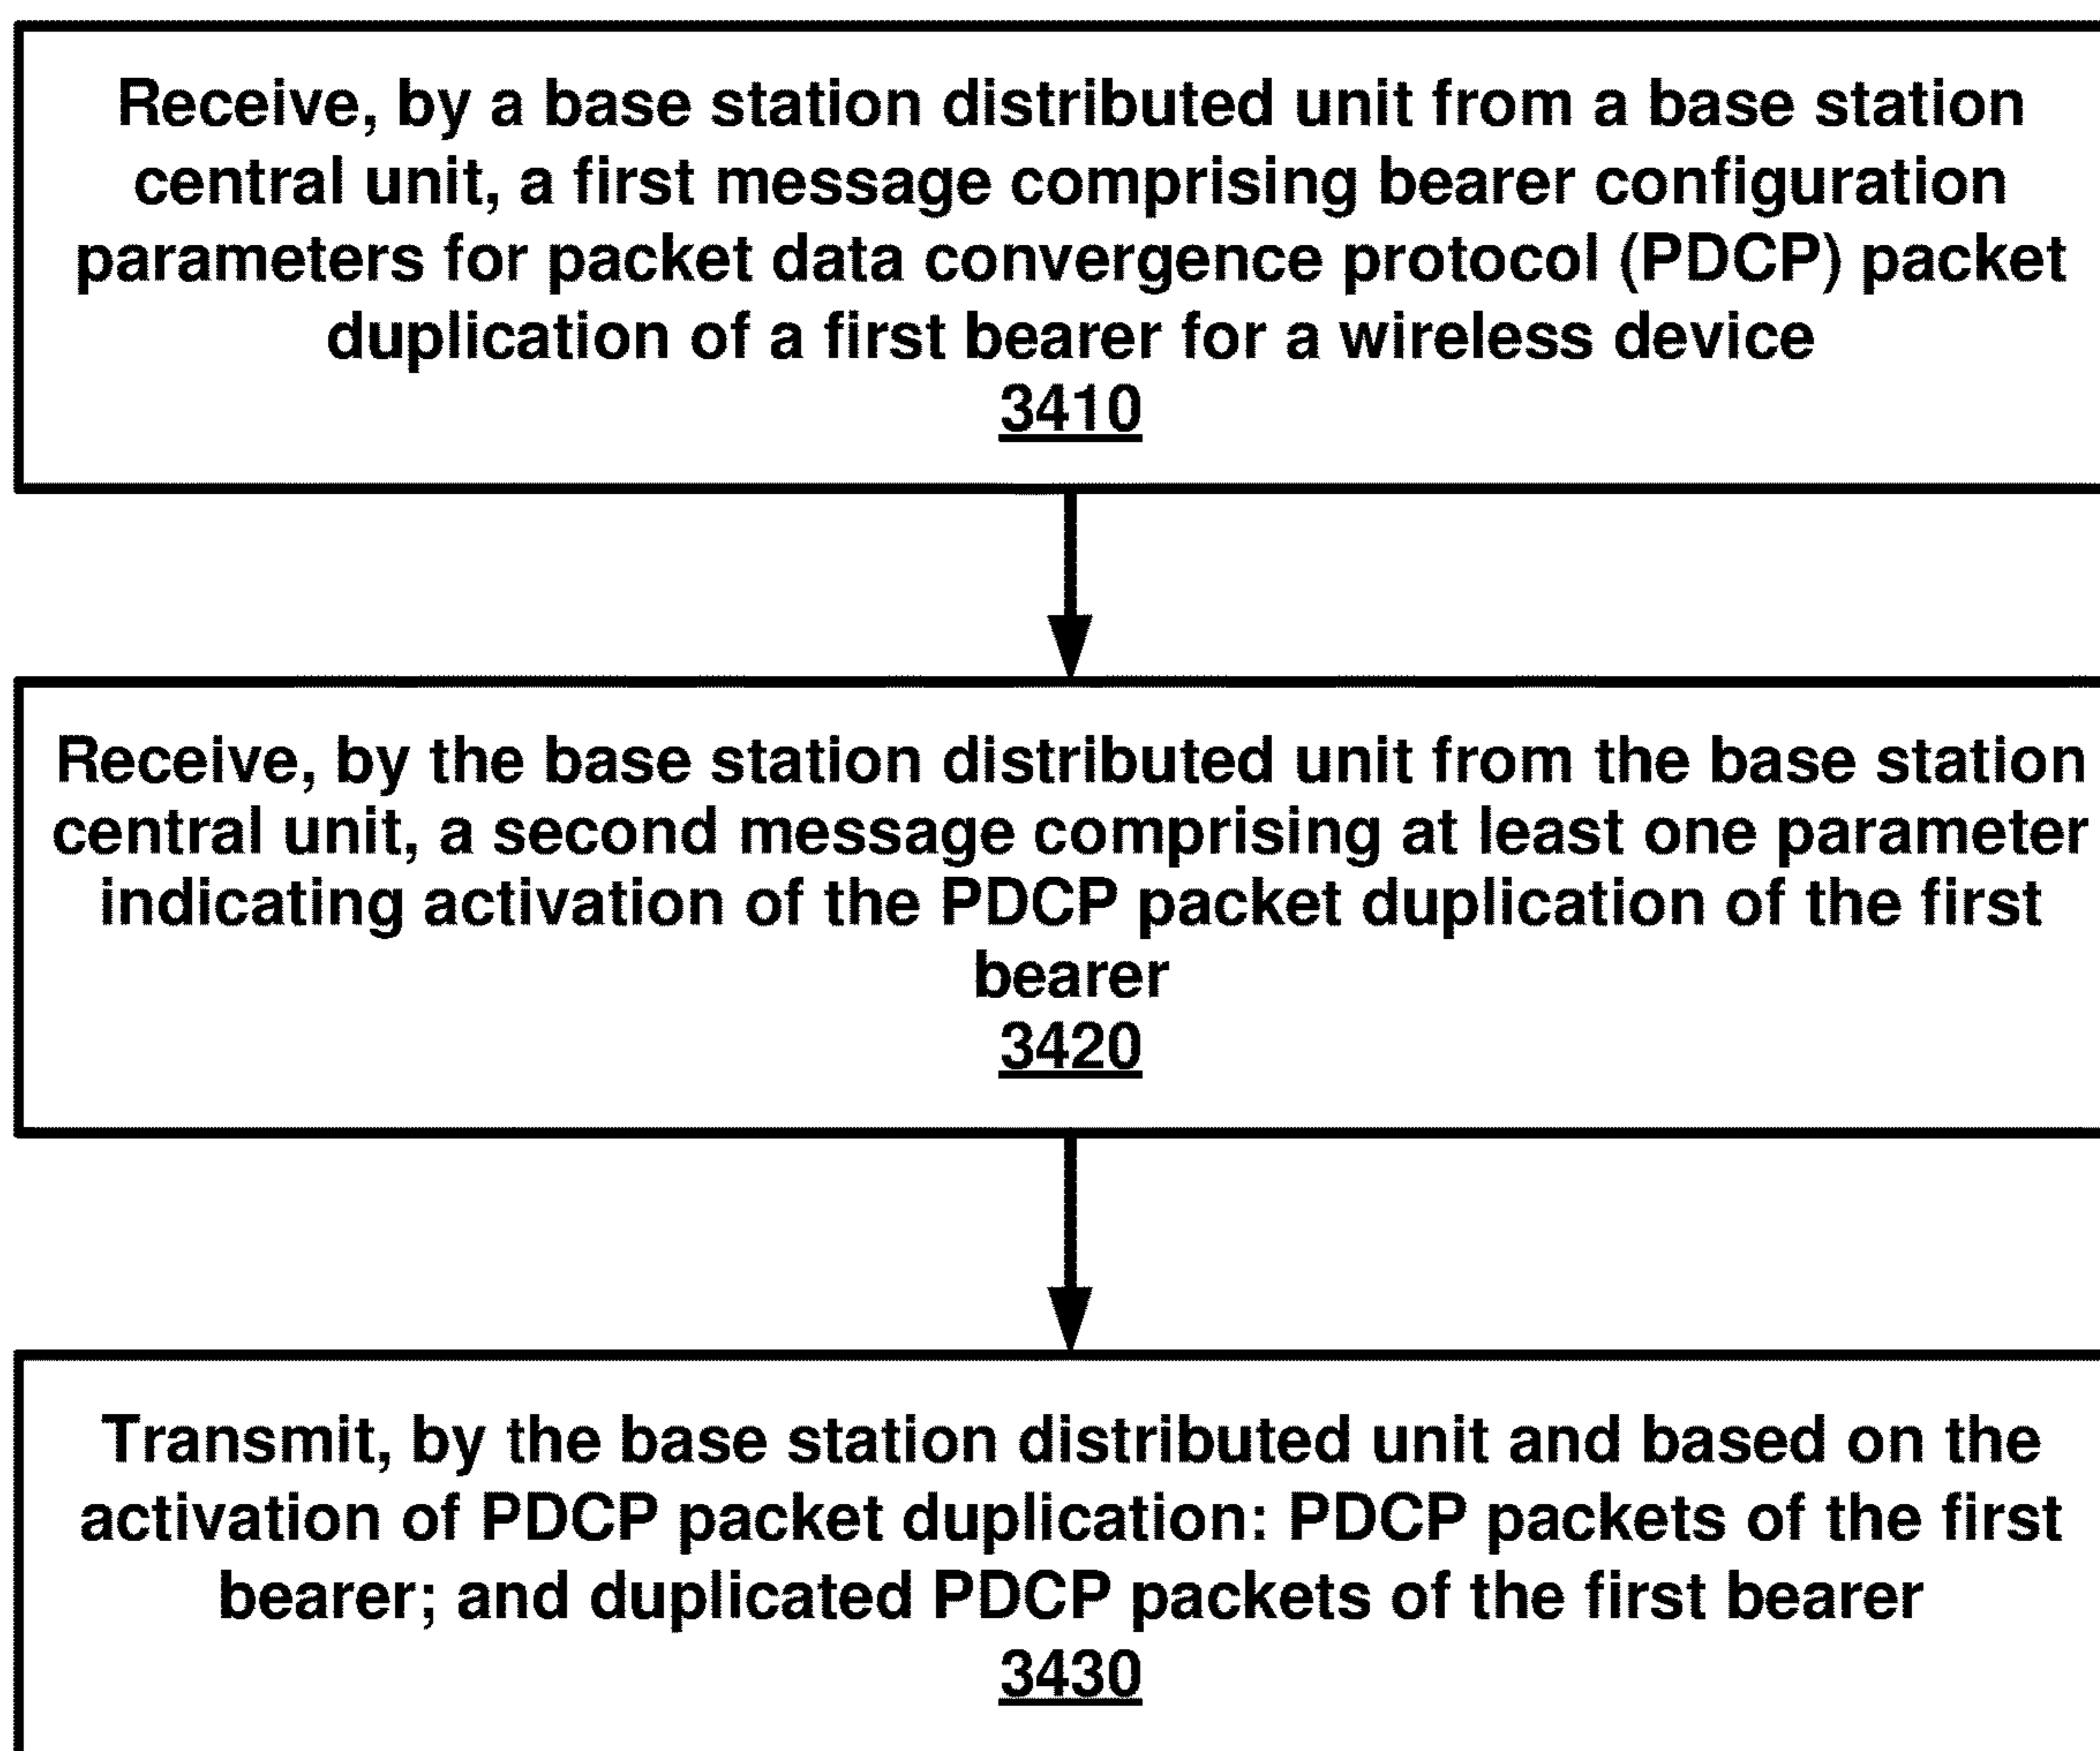 Receive, by a base station distributed unit from a base station
central unit, a first message comprising bearer configuration
parameters for packet data convergence protocol (PDCP) packet
duplication of a first bearer for a wireless device
3410
Receive, by the base station distributed unit from the base station
central unit, a second message comprising at least one parameter
indicating activation of the PDCP packet duplication of the first
bearer
3420
Transmit, by the base station distributed unit and based on the
activation of PDCP packet duplication: PDCP packets of the first
bearer; and duplicated PDCP packets of the first bearer
3430